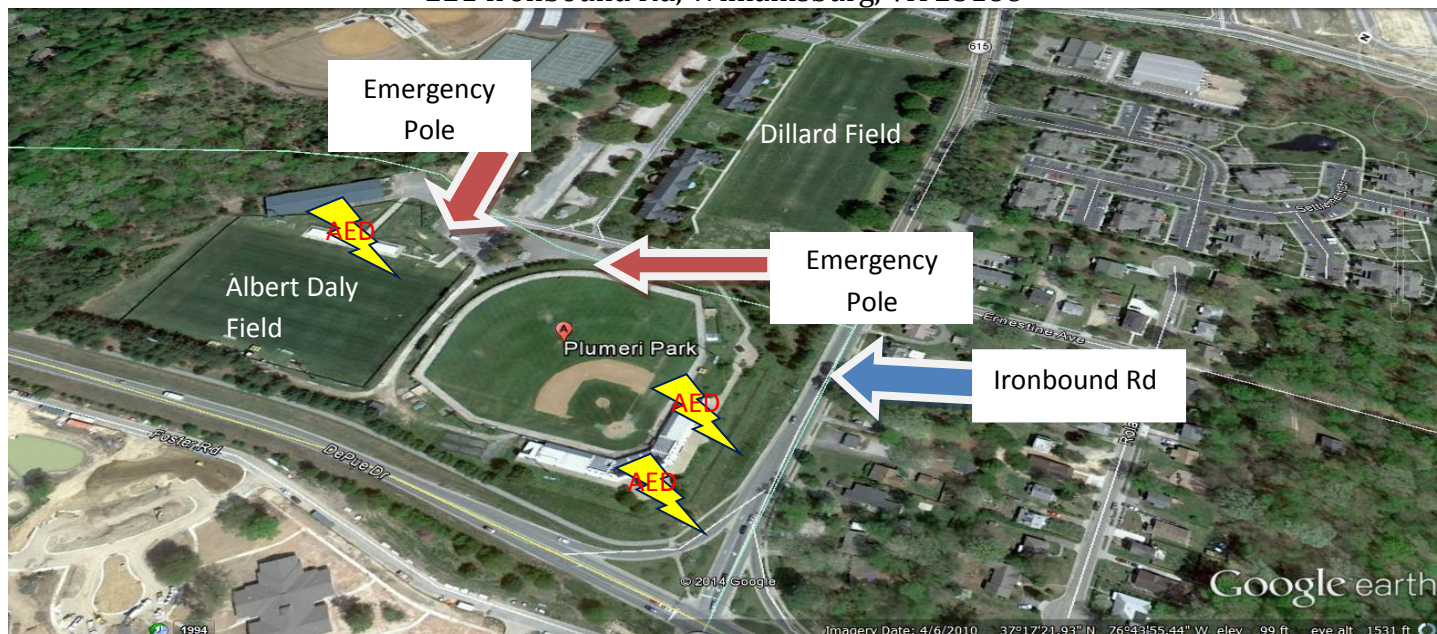 615
N
Emergency
Pole
Dillard Field
AED
Emergency
Pole
Albert Daly
Field
A
Plumeri Park
Ernestine Ave
Ironbound Rd
AED
Foster Rd
DePue Dr
AED
© 2014 Google
Google earth
1994
Imagery Date: 4/6/2010 37°17'21.93" N 76°43'55.44" W elev 99 ft eye alt 1531 ft